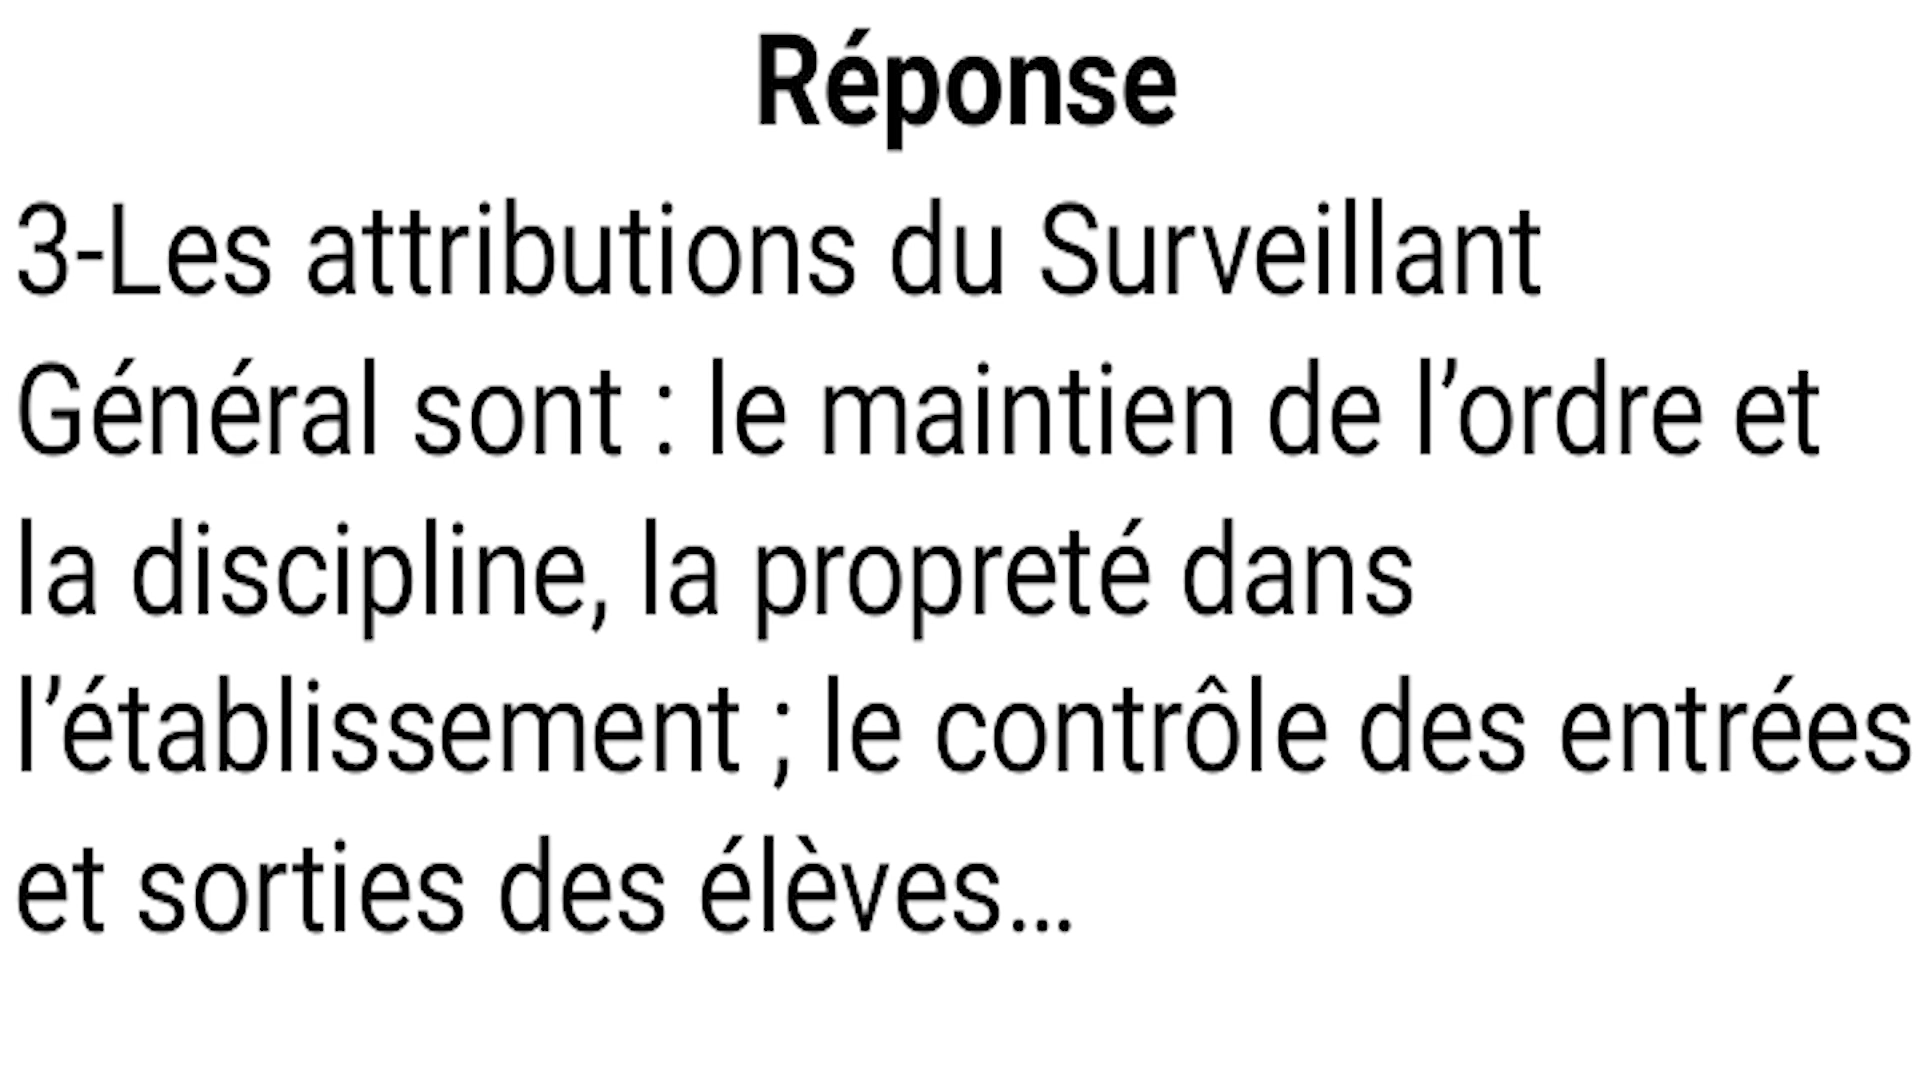 Réponse
3-Les attributions du Surveillant
Général sont : le maintien de l’ordre et
la discipline, la propreté dans
l’établissement ; le contrôle des entrées
et sorties des élèves…